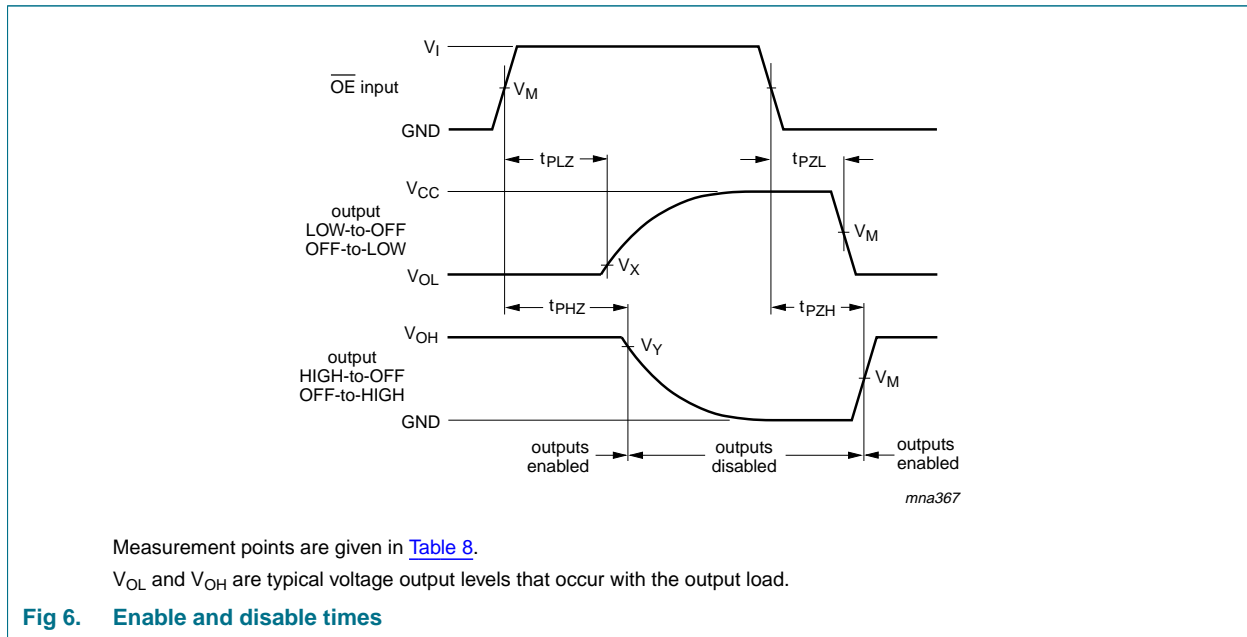 V_I
O̅E̅ input
V_M
GND
t_PLZ
t_PZL
V_CC
output
LOW-to-OFF
OFF-to-LOW
V_M
V_X
V_OL
t_PHZ
t_PZH
V_OH
output
HIGH-to-OFF
OFF-to-HIGH
V_Y
V_M
GND
outputs
enabled
outputs
disabled
outputs
enabled
mna367
Measurement points are given in Table 8.
V_OL and V_OH are typical voltage output levels that occur with the output load.
Fig 6. Enable and disable times